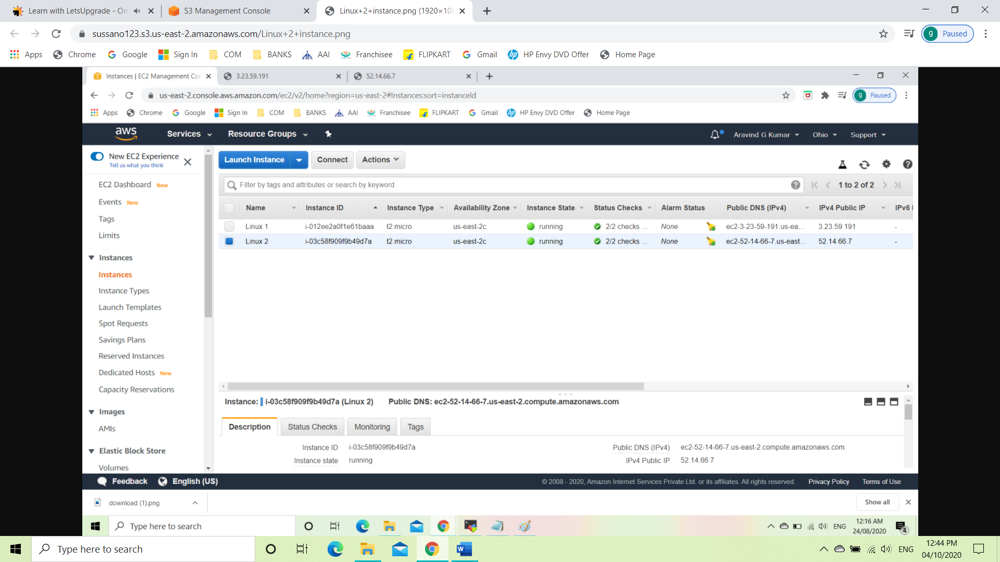 Learn with LetsUpgrade - On
S3 Management Console
Linux+2+instance.png (1920×108
sussano123.s3.us-east-2.amazonaws.com/Linux+2+instance.png
g Paused
Apps Chrome Google Sign In COM BANKS AAI Franchisee FLIPKART Gmail HP Envy DVD Offer Home Page
Instances | EC2 Management Con 3.23.59.191 52.14.66.7
us-east-2.console.aws.amazon.com/ec2/v2/home?region=us-east-2#Instances:sort=instanceId
g Paused
Apps Chrome Google Sign In COM BANKS AAI Franchisee FLIPKART Gmail HP Envy DVD Offer Home Page
aws Services Resource Groups Aravind G Kumar Ohio Support
New EC2 Experience
Tell us what you think
EC2 Dashboard New
Events New
Tags
Limits
Instances
Instances
Instance Types
Launch Templates
Spot Requests
Savings Plans
Reserved Instances
Dedicated Hosts New
Capacity Reservations
Images
AMIs
Elastic Block Store
Volumes
Launch Instance Connect Actions
Filter by tags and attributes or search by keyword
1 to 2 of 2
Name Instance ID Instance Type Availability Zone Instance State Status Checks Alarm Status Public DNS (IPv4) IPv4 Public IP IPv6 I
Linux 1 i-012ee2a0f1e61baaa t2.micro us-east-2c running 2/2 checks ... None ec2-3-23-59-191.us-ea... 3.23.59.191 -
Linux 2 i-03c58f909f9b49d7a t2.micro us-east-2c running 2/2 checks ... None ec2-52-14-66-7.us-east... 52.14.66.7 -
Instance: i-03c58f909f9b49d7a (Linux 2) Public DNS: ec2-52-14-66-7.us-east-2.compute.amazonaws.com
Description Status Checks Monitoring Tags
Instance ID i-03c58f909f9b49d7a Public DNS (IPv4) ec2-52-14-66-7.us-east-2.compute.amazonaws.com
Instance state running IPv4 Public IP 52.14.66.7
Feedback English (US) © 2008 - 2020, Amazon Internet Services Private Ltd. or its affiliates. All rights reserved. Privacy Policy Terms of Use
download (1).png
Show all
Type here to search
ENG
12:16 AM
24/08/2020
4
Type here to search
ENG
12:44 PM
04/10/2020